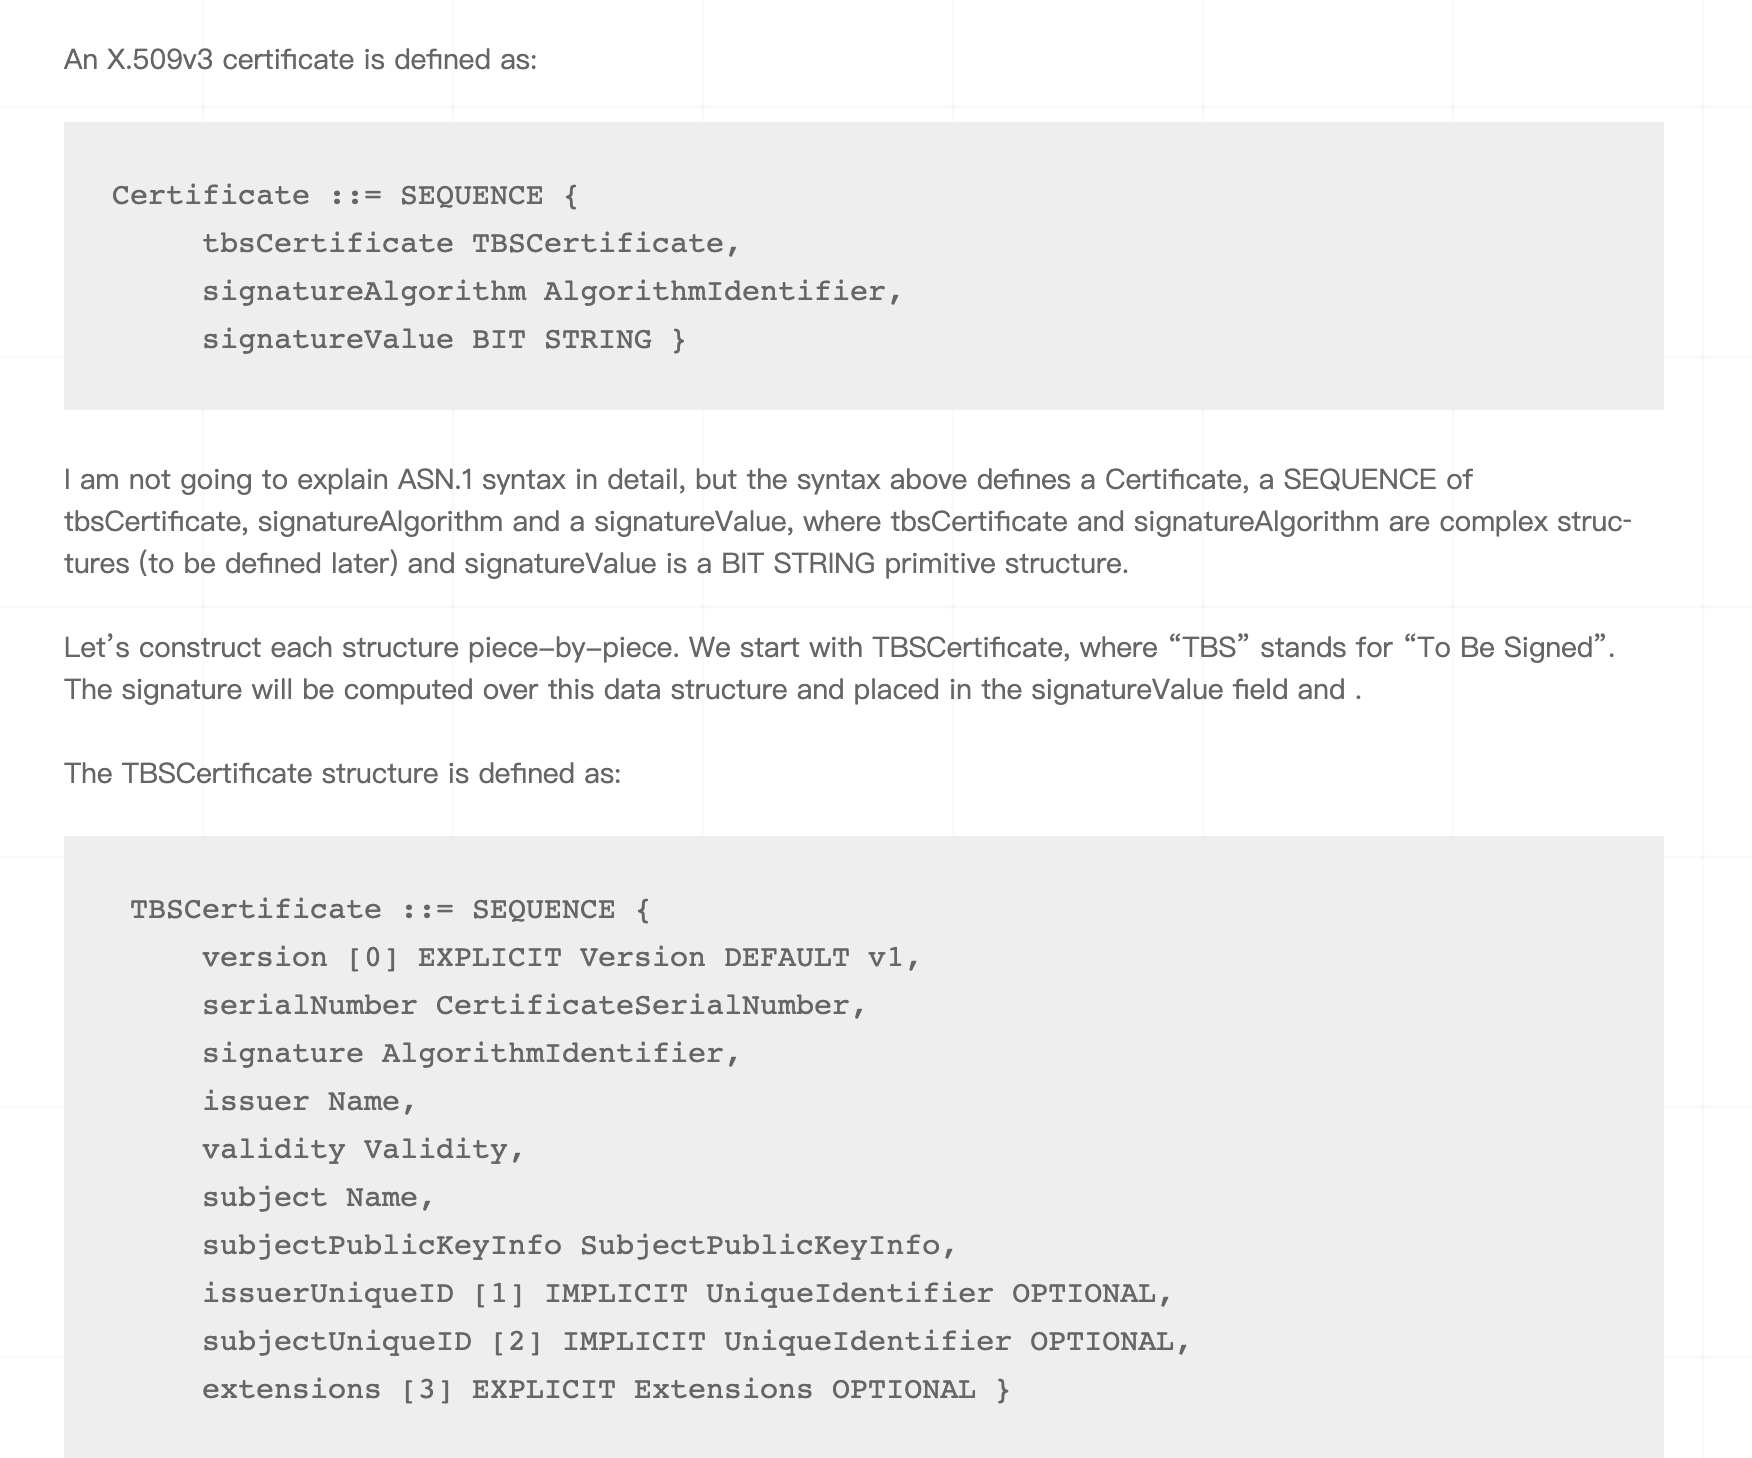 An X.509v3 certificate is defined as:
Certificate ::= SEQUENCE {
tbsCertificate TBSCertificate,
signatureAlgorithm AlgorithmIdentifier,
signatureValue BIT STRING }
I am not going to explain ASN.1 syntax in detail, but the syntax above defines a Certificate, a SEQUENCE of
tbsCertificate, signatureAlgorithm and a signatureValue, where tbsCertificate and signatureAlgorithm are complex struc-
tures (to be defined later) and signatureValue is a BIT STRING primitive structure.
Let’s construct each structure piece–by–piece. We start with TBSCertificate, where “TBS” stands for “To Be Signed”.
The signature will be computed over this data structure and placed in the signatureValue field and .
The TBSCertificate structure is defined as:
TBSCertificate ::= SEQUENCE {
version [0] EXPLICIT Version DEFAULT v1,
serialNumber CertificateSerialNumber,
signature AlgorithmIdentifier,
issuer Name,
validity Validity,
subject Name,
subjectPublicKeyInfo SubjectPublicKeyInfo,
issuerUniqueID [1] IMPLICIT UniqueIdentifier OPTIONAL,
subjectUniqueID [2] IMPLICIT UniqueIdentifier OPTIONAL,
extensions [3] EXPLICIT Extensions OPTIONAL }